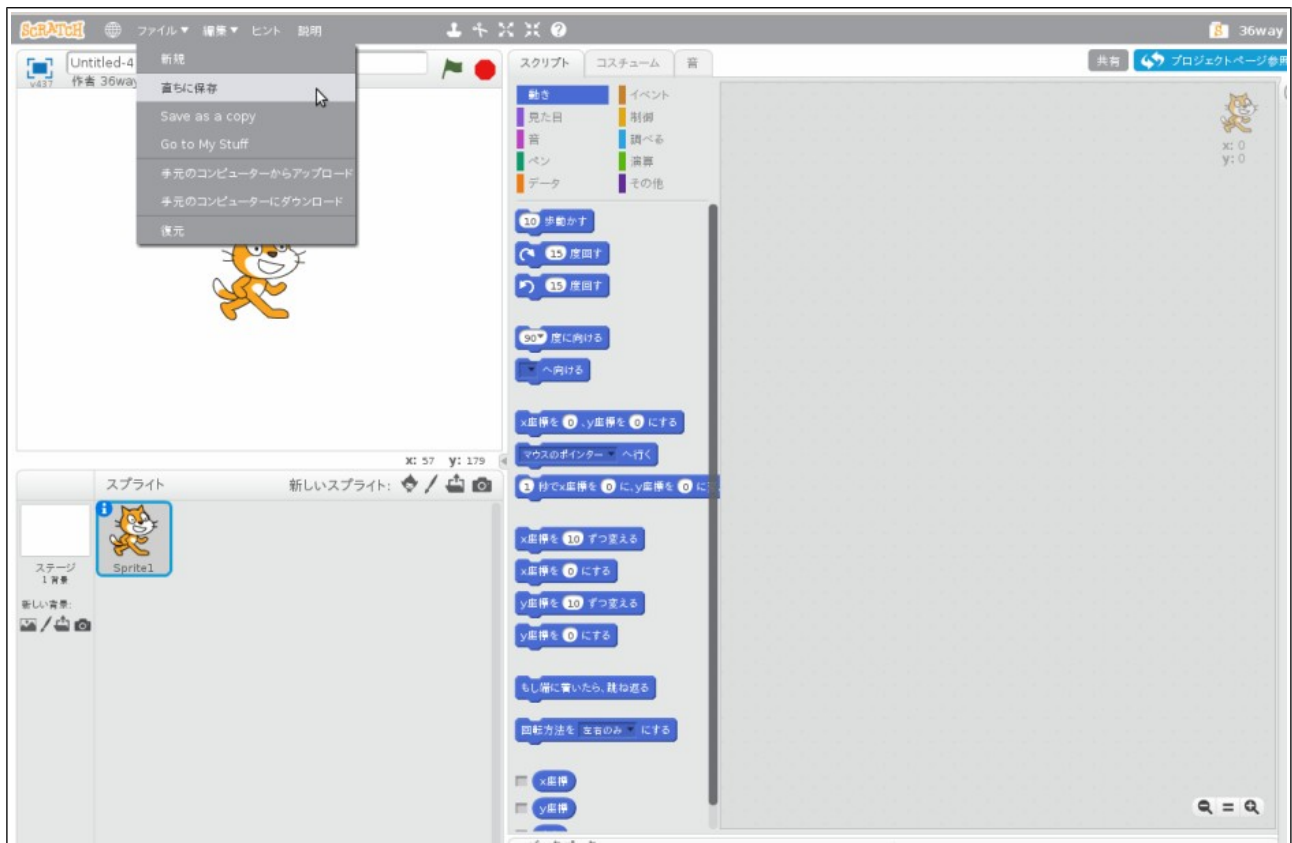 SCRATCH ファイル▼ 編集▼ ヒント 説明 36way
新規
直ちに保存
Save as a copy
Go to My Stuff
手元のコンピューターからアップロード
手元のコンピューターにダウンロード
復元
v437
Untitled-4
作者 36way
x: 57 y: 179
スプライト 新しいスプライト:
ステージ
1 背景
新しい背景:
Sprite1
スクリプト コスチューム 音
共有 プロジェクトページ参照
動き イベント
見た目 制御
音 調べる
ペン 演算
データ その他
10 歩動かす
15 度回す
15 度回す
90▼ 度に向ける
へ向ける
x座標を 0 、y座標を 0 にする
マウスのポインター へ行く
1 秒でx座標を 0 に、y座標を 0 に
x座標を 10 ずつ変える
x座標を 0 にする
y座標を 10 ずつ変える
y座標を 0 にする
もし端に着いたら、跳ね返る
回転方法を 左右のみ にする
x座標
y座標
x: 0
y: 0